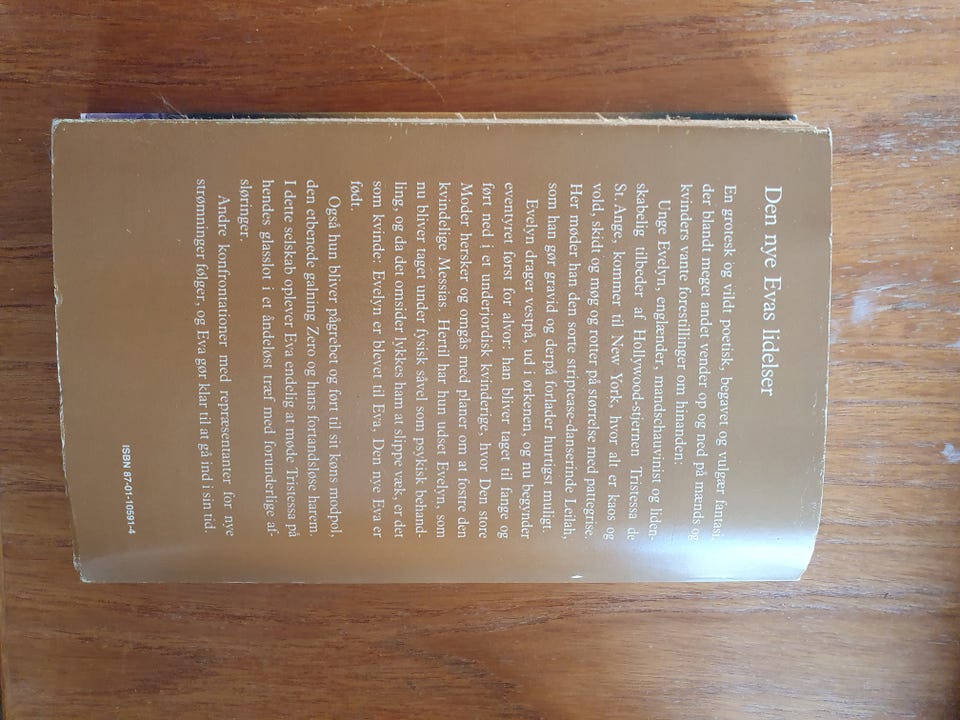 Den nye Evas lidelser
En grotesk og vildt poetisk, begavet og vulgær fantasi,
der blandt meget andet vender op og ned på mænds og
kvinders vante forestillinger om hinanden:
Unge Evelyn, englænder, mandschauvinist og liden-
skabelig tilbeder af Hollywood-stjernen Tristessa de
St. Ange, kommer til New York, hvor alt er kaos og
vold, skidt og møg og rotter på størrelse med pattegrise.
Her møder han den sorte striptease-danserinde Leilah,
som han gør gravid og derpå forlader hurtigst muligt.
Evelyn drager vestpå, ud i ørkenen, og nu begynder
eventyret først for alvor: han bliver taget til fange og
ført ned i et underjordisk kvinderige, hvor Den store
Moder hersker og omgås med planer om at fostre den
kvindelige Messias. Hertil har hun udset Evelyn, som
nu bliver taget under fysisk såvel som psykisk behand-
ling, og da det omsider lykkes ham at slippe væk, er det
som kvinde: Evelyn er blevet til Eva. Den nye Eva er
født.
Også hun bliver pågrebet og ført til sit køns modpol,
den etbenede galning Zero og hans fortandsløse harem.
I dette selskab oplever Eva endelig at møde Tristessa på
hendes glasslot i et åndeløst træf med forunderlige af-
sløringer.
Andre konfrontationer med repræsentanter for nye
strømninger følger, og Eva gør klar til at gå ind i sin tid.
ISBN 87-01-10591-4